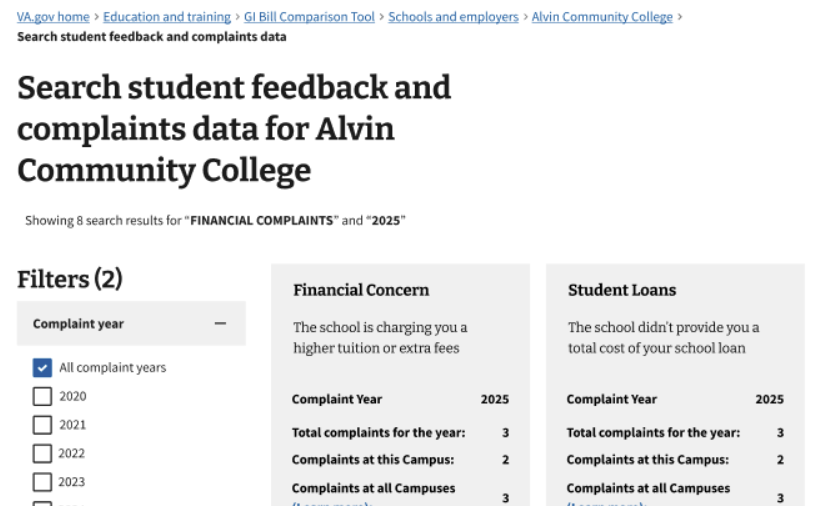 VA.gov home > Education and training > GI Bill Comparison Tool > Schools and employers > Alvin Community College >
Search student feedback and complaints data
Search student feedback and
complaints data for Alvin
Community College
Showing 8 search results for “FINANCIAL COMPLAINTS” and “2025”
Filters (2)
Complaint year
All complaint years
2020
2021
2022
2023
Financial Concern
The school is charging you a
higher tuition or extra fees
Complaint Year 2025
Total complaints for the year: 3
Complaints at this Campus: 2
Complaints at all Campuses
3
Student Loans
The school didn't provide you a
total cost of your school loan
Complaint Year 2025
Total complaints for the year: 3
Complaints at this Campus: 2
Complaints at all Campuses
3